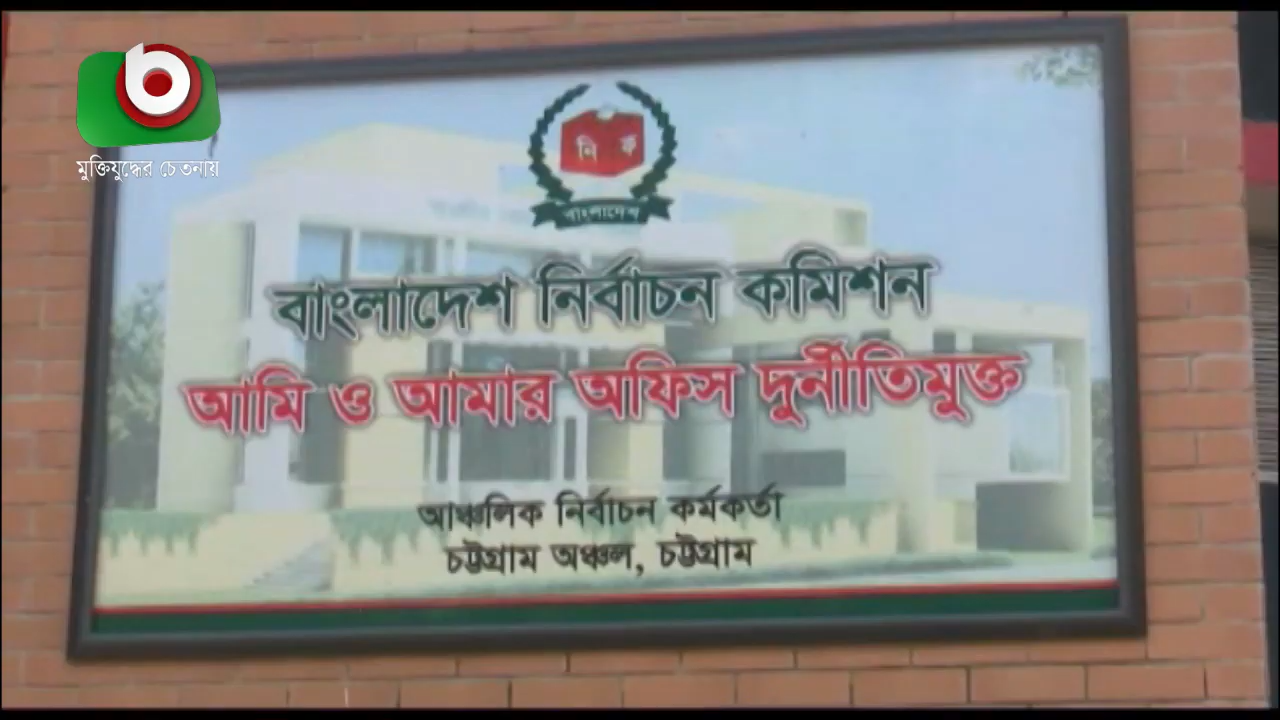 মুক্তিযুদ্ধের চেতনায়
নি ক
বাংলাদেশ
বাংলাদেশ নির্বাচন কমিশন
আমি ও আমার অফিস দুর্নীতিমুক্ত
আঞ্চলিক নির্বাচন কর্মকর্তা
চট্টগ্রাম অঞ্চল, চট্টগ্রাম